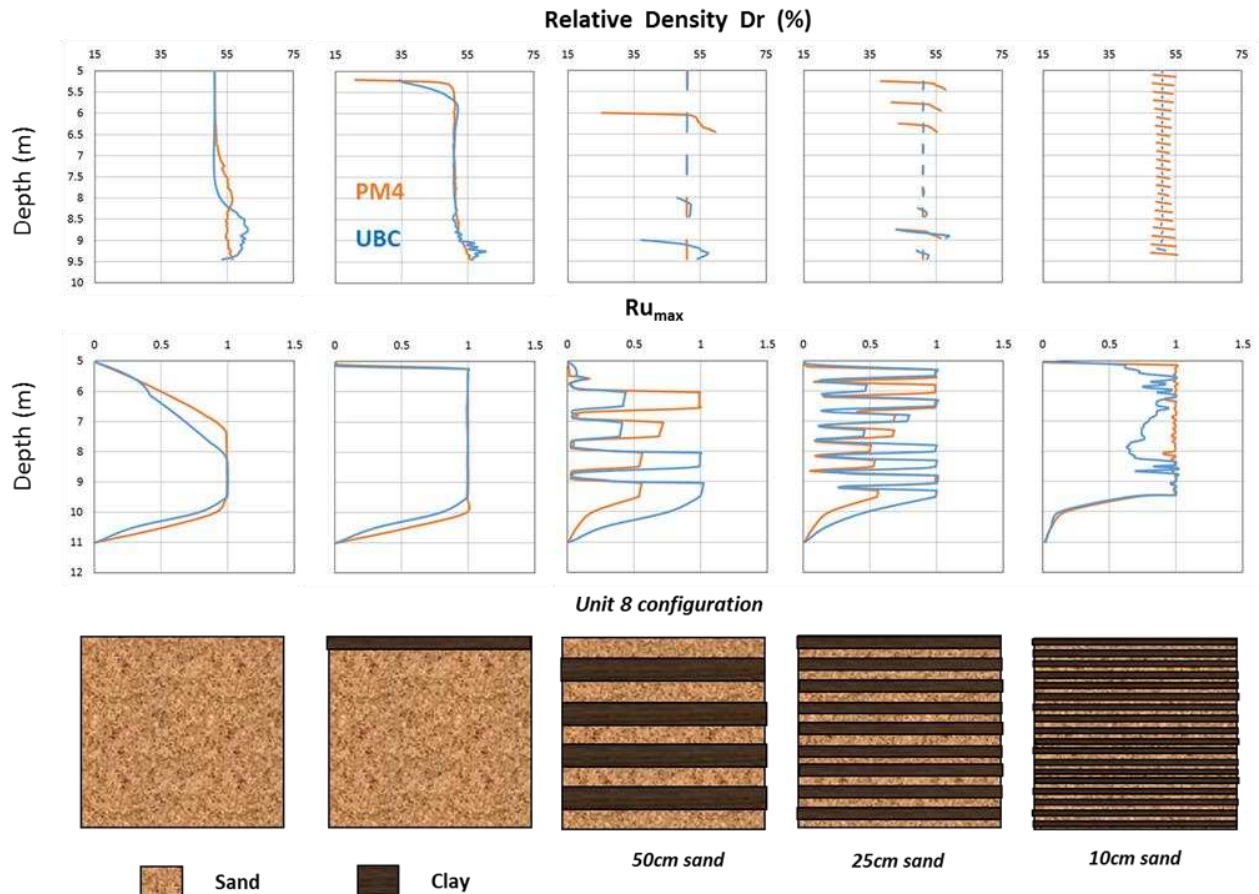 Relative Density Dr (%)
15 35 55 75 15 35 55 75 15 35 55 75 15 35 55 75 15 35 55 75
5
5.5
6
6.5
7
7.5
8
8.5
9
9.5
10
Depth (m)
PM4
UBC
Ru max
0 0.5 1 1.5 0 0.5 1 1.5 0 0.5 1 1.5 0 0.5 1 1.5 0 0.5 1 1.5
5
6
7
8
9
10
11
12
Depth (m)
Unit 8 configuration
50cm sand 25cm sand 10cm sand
Sand Clay